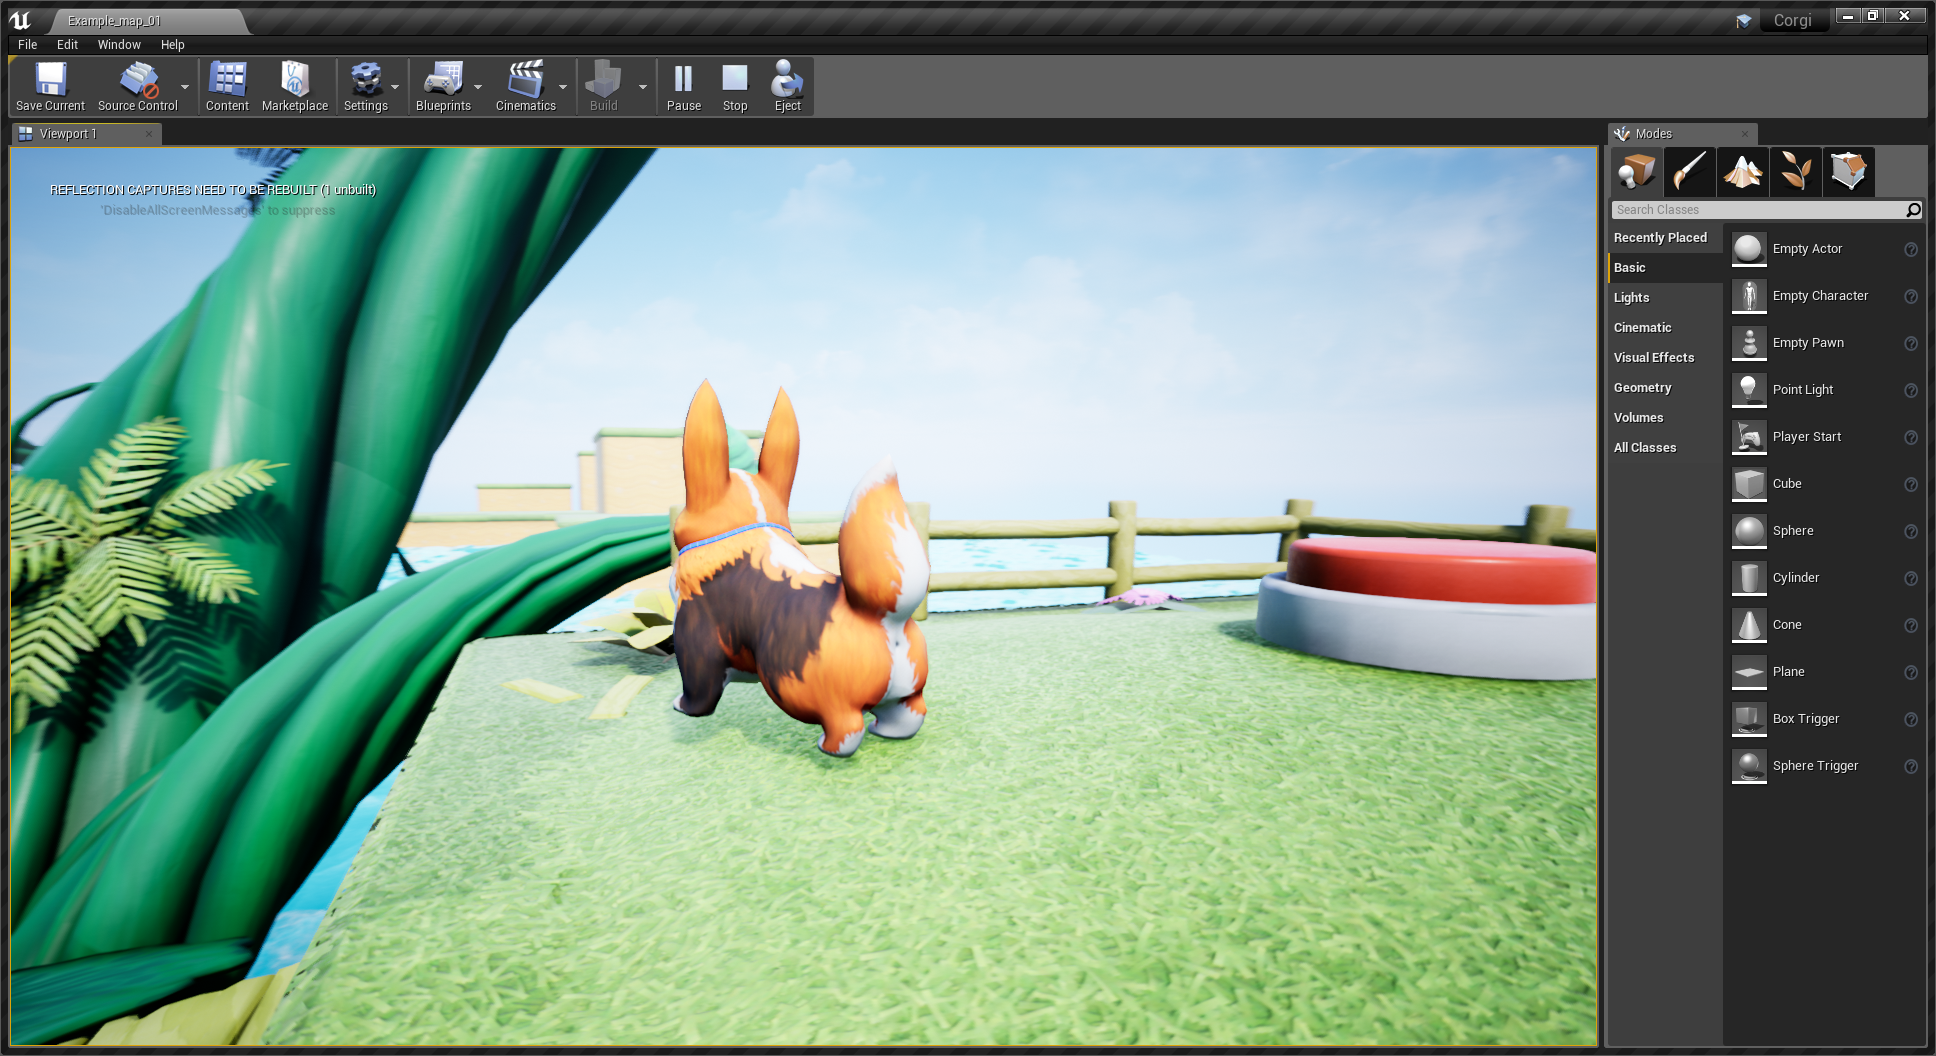 Example_map_01
Corgi
File Edit Window Help
Save Current Source Control Content Marketplace Settings Blueprints Cinematics Build Pause Stop Eject
Viewport 1
REFLECTION CAPTURES NEED TO BE REBUILT (1 unbuilt)
'DisableAllScreenMessages' to suppress
Modes
Search Classes
Recently Placed
Basic
Lights
Cinematic
Visual Effects
Geometry
Volumes
All Classes
Empty Actor
Empty Character
Empty Pawn
Point Light
Player Start
Cube
Sphere
Cylinder
Cone
Plane
Box Trigger
Sphere Trigger